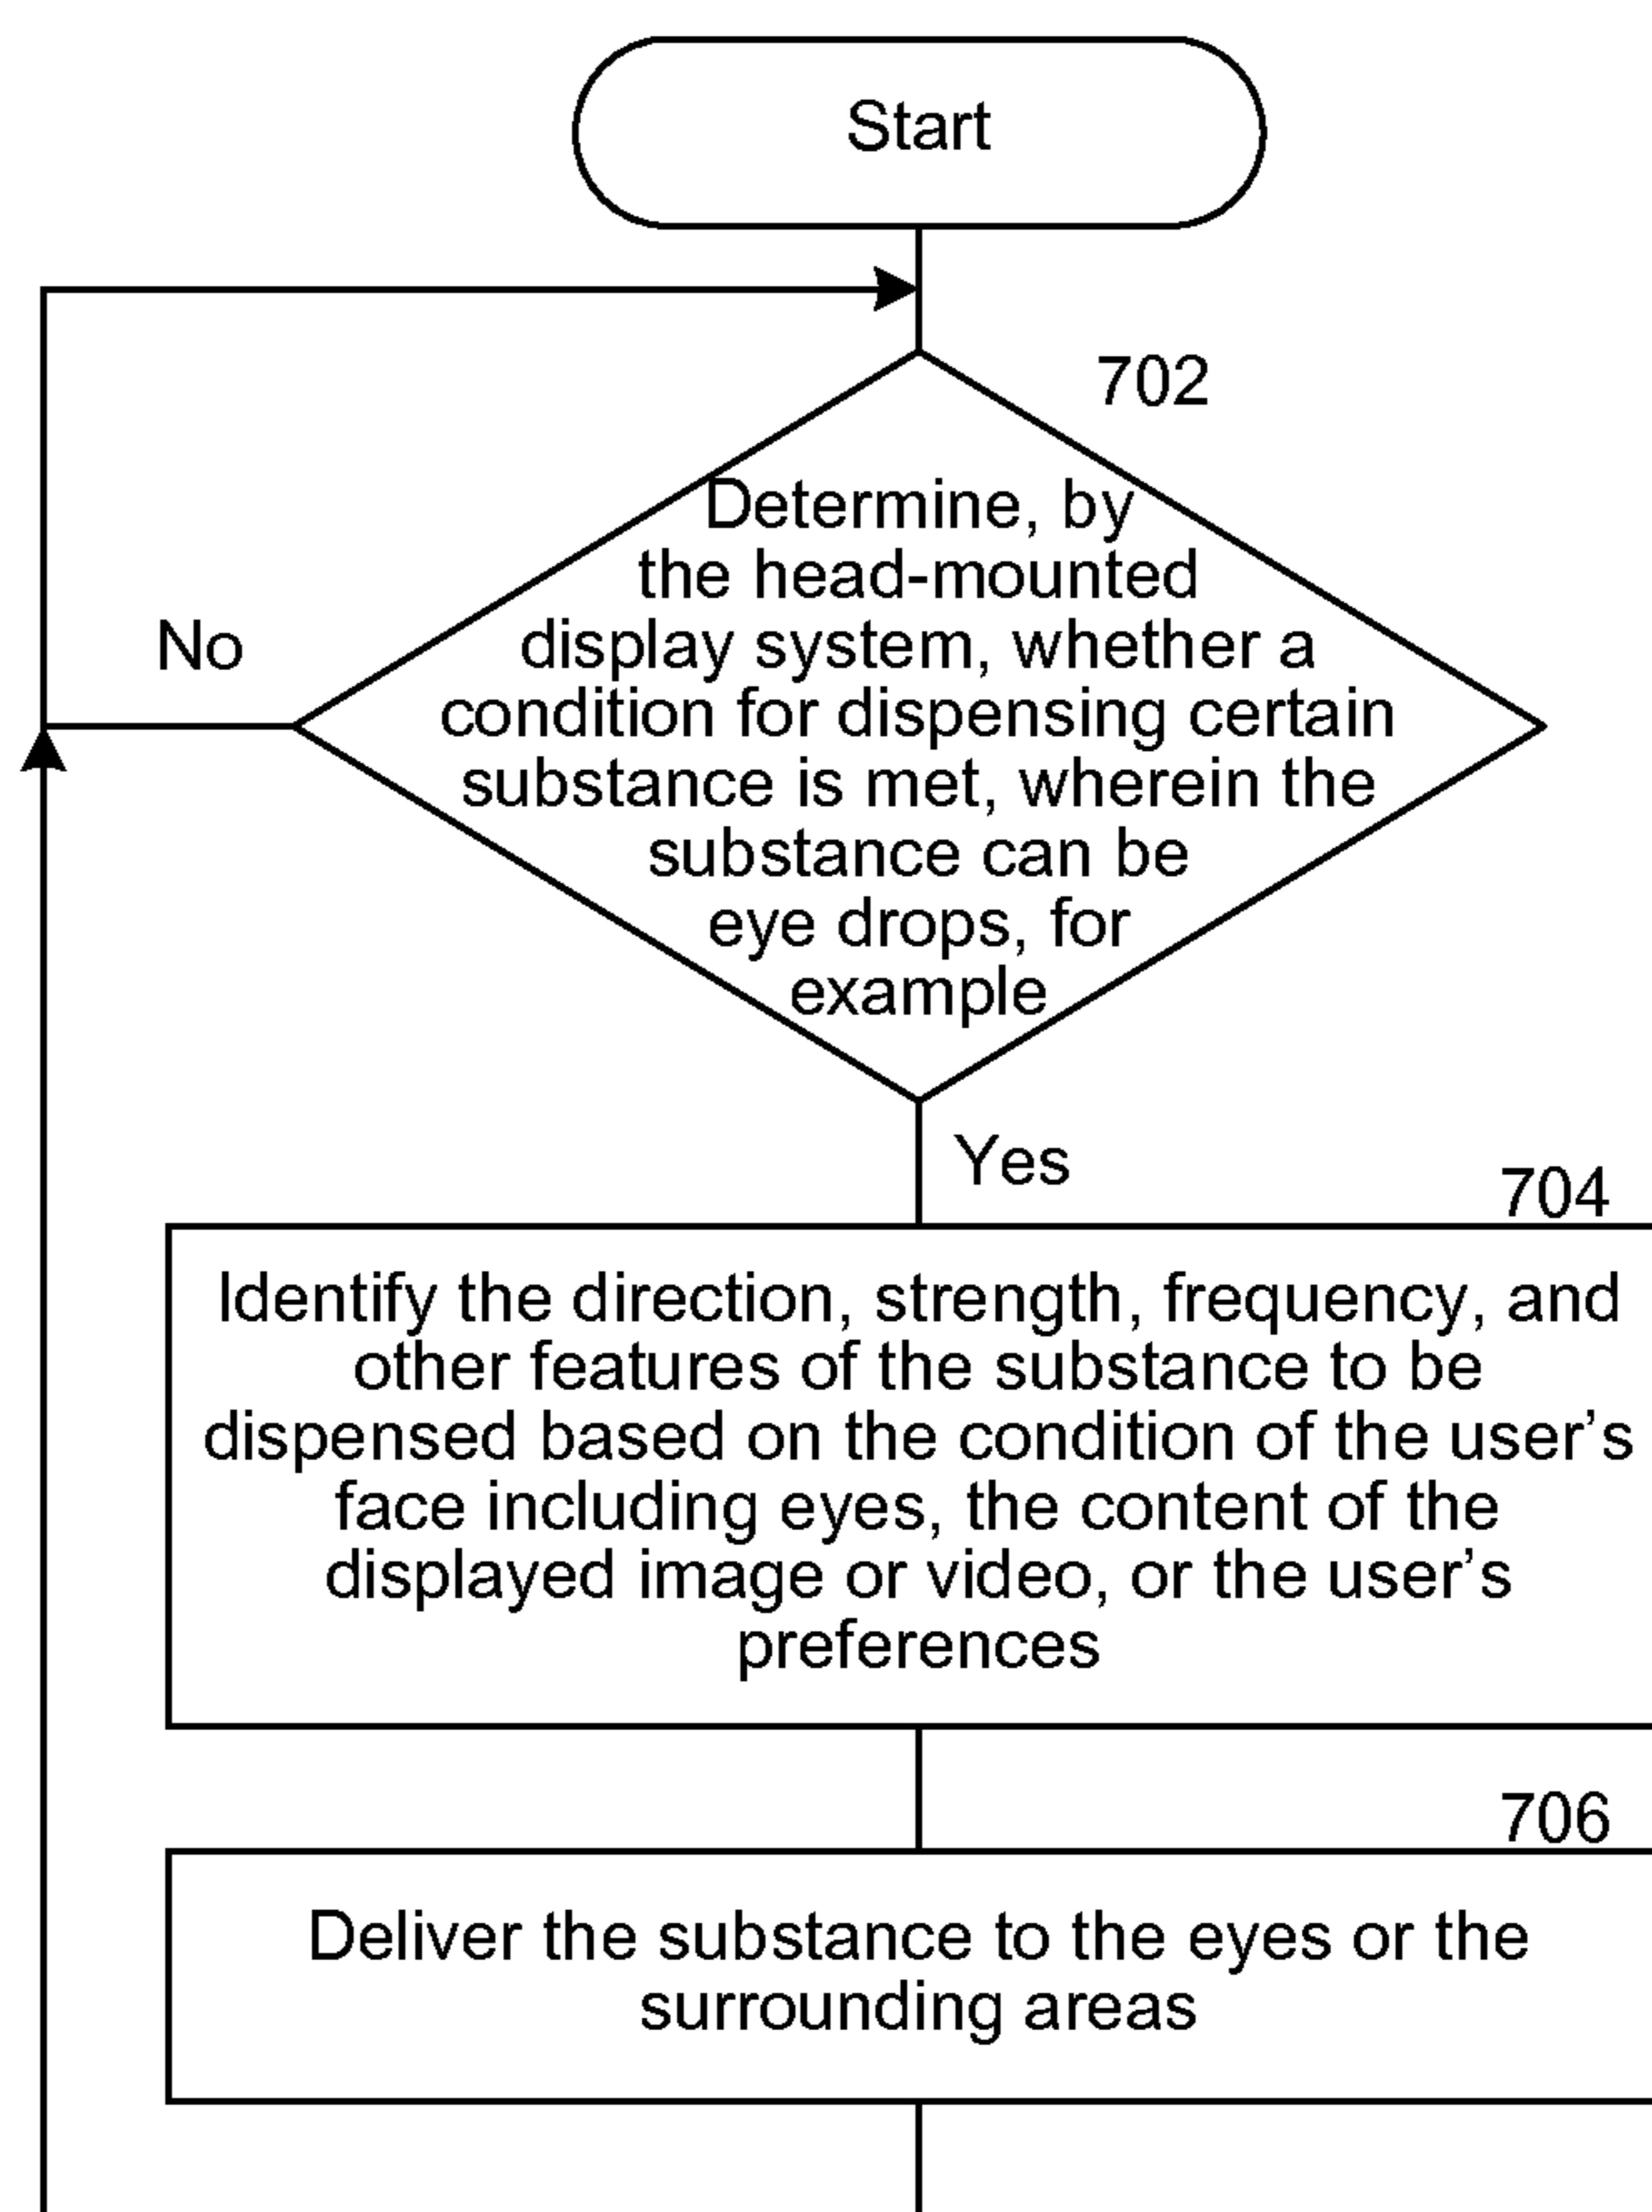 Start
702
Determine, by
the head-mounted
display system, whether a
condition for dispensing certain
substance is met, wherein the
substance can be
eye drops, for
example
No
Yes
704
Identify the direction, strength, frequency, and
other features of the substance to be
dispensed based on the condition of the user's
face including eyes, the content of the
displayed image or video, or the user's
preferences
706
Deliver the substance to the eyes or the
surrounding areas